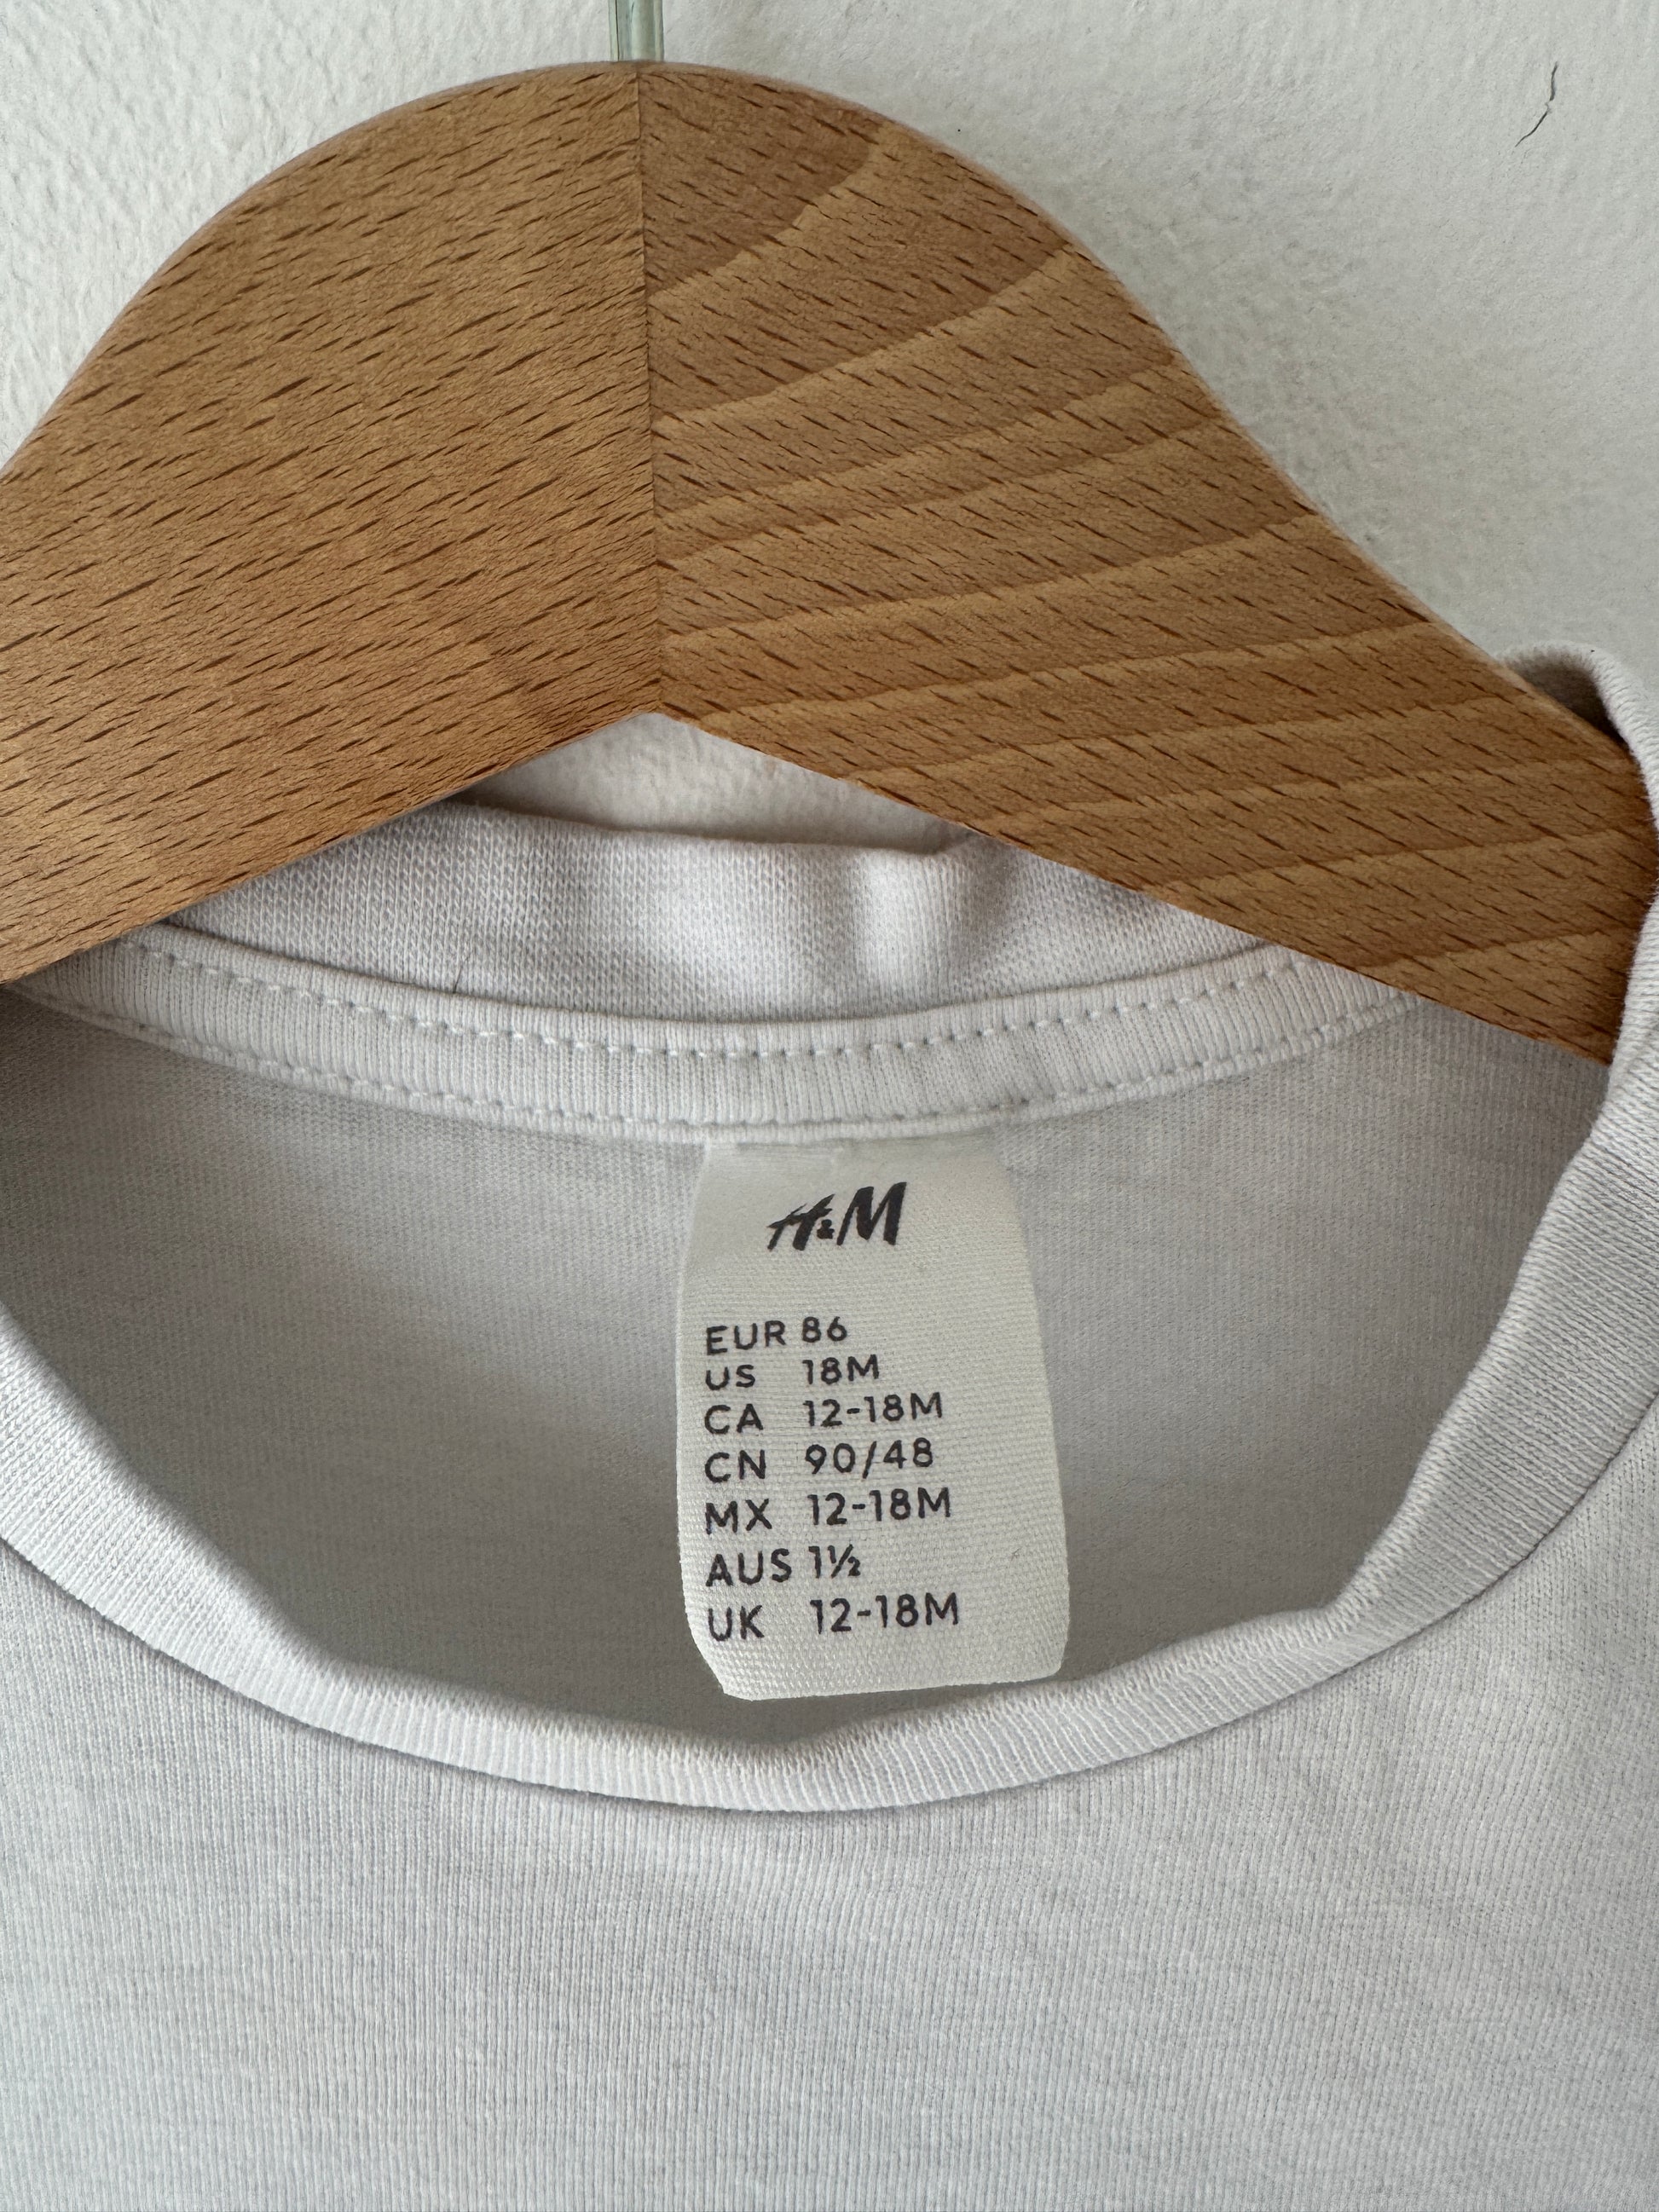 H&M
EUR 86
US 18M
CA 12-18M
CN 90/48
MX 12-18M
AUS 1½
UK 12-18M